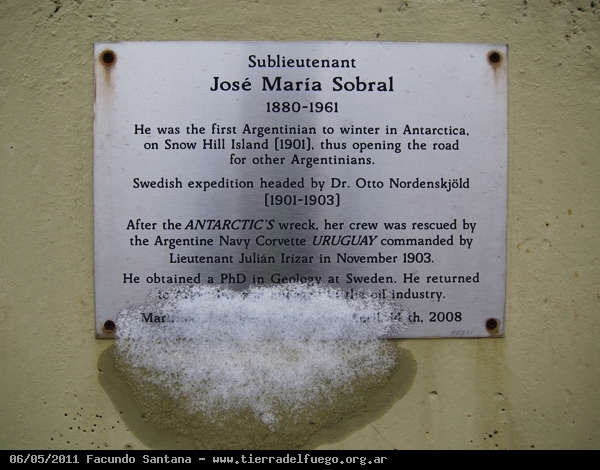 Sublieutenant
José María Sobral
1880-1961
He was the first Argentinian to winter in Antarctica,
on Snow Hill Island (1901), thus opening the road
for other Argentinians.
Swedish expedition headed by Dr. Otto Nordenskjöld
(1901-1903)
After the ANTARCTIC'S wreck, her crew was rescued by
the Argentine Navy Corvette URUGUAY commanded by
Lieutenant Julián Irízar in November 1903.
He obtained a PhD in Geology at Sweden. He returned
to oil industry.
14th, 2008
06/05/2011 Facundo Santana - www.tierradelfuego.org.ar